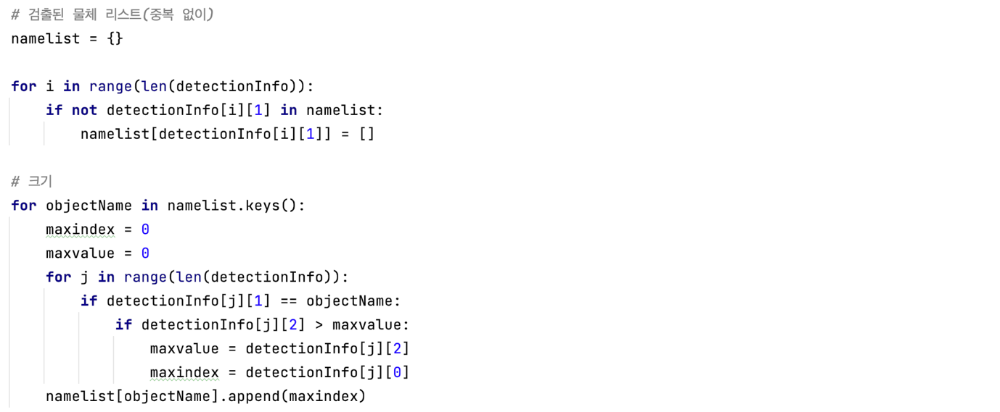 # 검출된 물체 리스트(중복 없이)
namelist = {}

for i in range(len(detectionInfo)):
    if not detectionInfo[i][1] in namelist:
        namelist[detectionInfo[i][1]] = []

# 크기
for objectName in namelist.keys():
    maxindex = 0
    maxvalue = 0
    for j in range(len(detectionInfo)):
        if detectionInfo[j][1] == objectName:
            if detectionInfo[j][2] > maxvalue:
                maxvalue = detectionInfo[j][2]
                maxindex = detectionInfo[j][0]
    namelist[objectName].append(maxindex)